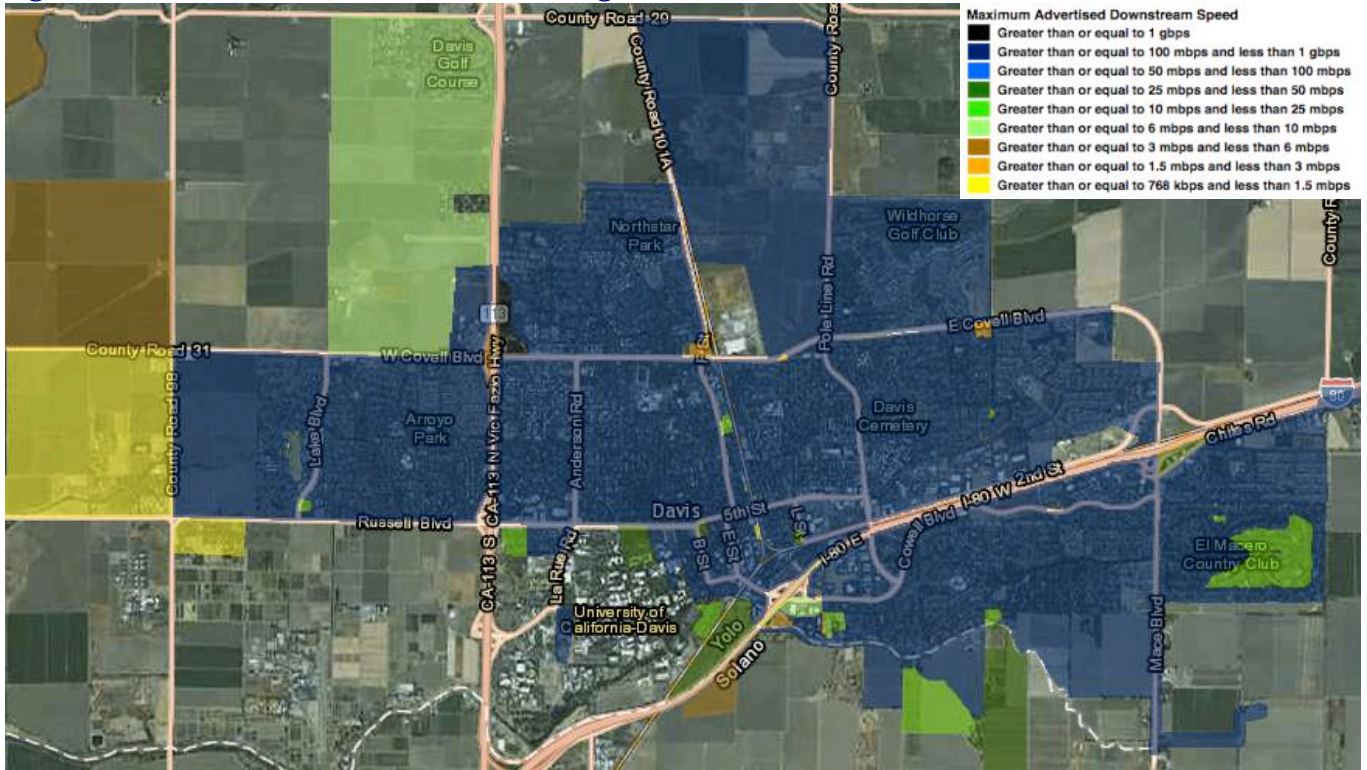 County Road 29
Maximum Advertised Downstream Speed
Greater than or equal to 1 gbps
Greater than or equal to 100 mbps and less than 1 gbps
Greater than or equal to 50 mbps and less than 100 mbps
Greater than or equal to 25 mbps and less than 50 mbps
Greater than or equal to 10 mbps and less than 25 mbps
Greater than or equal to 6 mbps and less than 10 mbps
Greater than or equal to 3 mbps and less than 6 mbps
Greater than or equal to 1.5 mbps and less than 3 mbps
Greater than or equal to 768 kbps and less than 1.5 mbps
Davis
Golf
Course
County Road 101A
County Roa
County R
Northstar
Park
Wildhorse
Golf Club
Pole Line Rd
113
E Covell Blvd
County Road 31
W Covell Blvd
F St
County Road 98
Lake Blvd
Arroyo
Park
CA-113 N Vic Fazio Hwy
Anderson Rd
Davis
Cemetery
80
Chiles Rd
I-80 W 2nd St
Russell Blvd
Davis
5th St
L St
B St
E St
I-80 E
Cowell Blvd
El Macero
Country Club
CA-113 S
La Rue Rd
University of
alifornia-Davis
Yolo
Solano
Mace Blvd